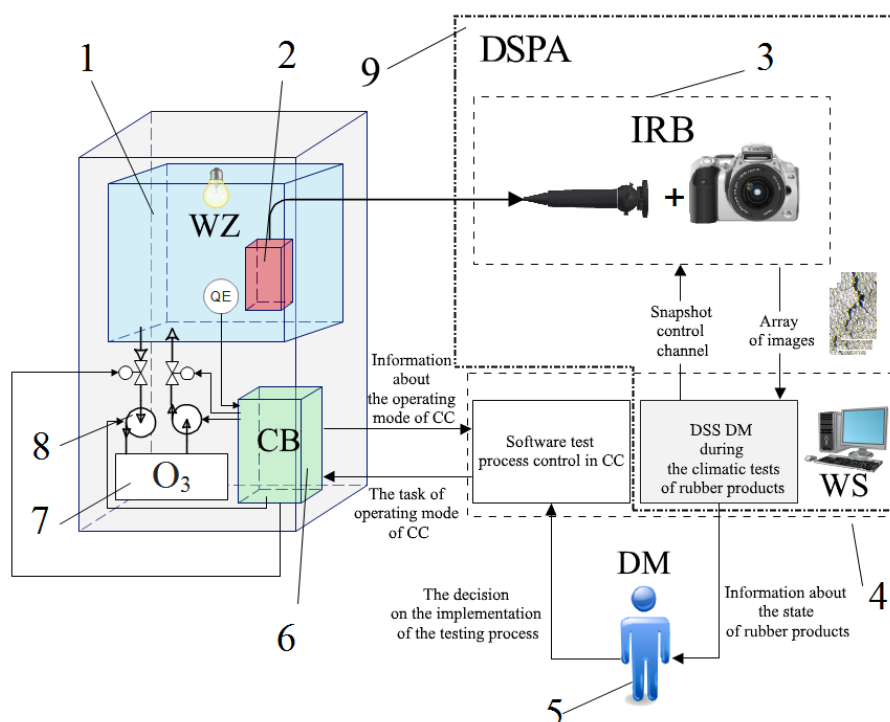 9
DSPA
3
1
2
IRB
+
WZ
QE
Snapshot
control
channel
Array
of images
Information
about
the operating
mode of CC
8
CB
O₃
7
Software test
process control in CC
DSS DM
during
the climatic tests
of rubber products
WS
The task of
operating mode
of CC
6
DM
4
The decision
on the implementation
of the testing process
Information about
the state
of rubber products
5